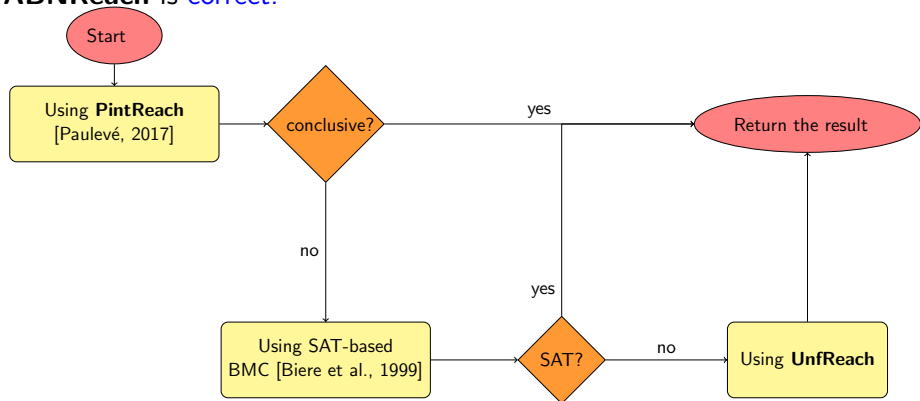 ABNReach is correct.
Start
Using PintReach
[Paulevé, 2017]
conclusive?
yes
Return the result
no
Using SAT-based
BMC [Biere et al., 1999]
yes
SAT?
no
Using UnfReach